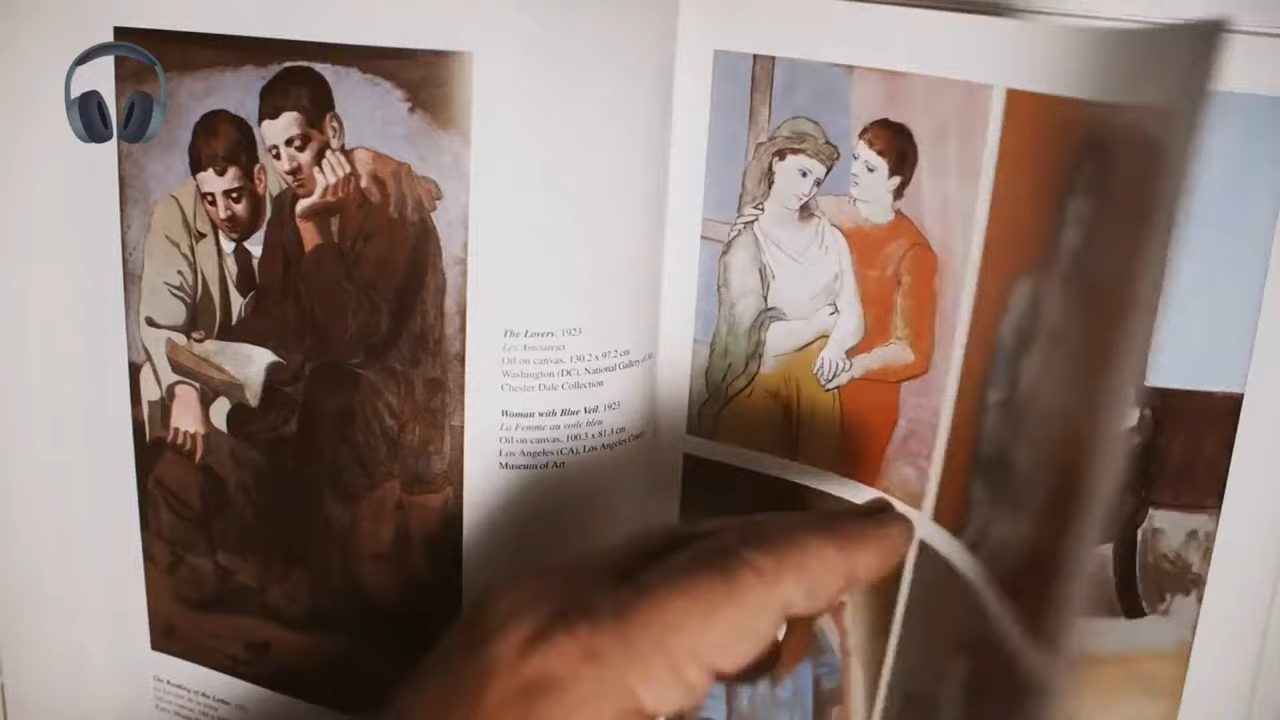 The Lovers, 1923
Les Amoureux
Oil on canvas, 130.2 x 97.2 cm
Washington (DC), National Gallery of
Chester Dale Collection
Woman with Blue Veil, 1923
La Femme au voile bleu
Oil on canvas, 100.3 x 81.3 cm
Los Angeles (CA), Los Angeles
Museum of Art
The Reading of the Letter,